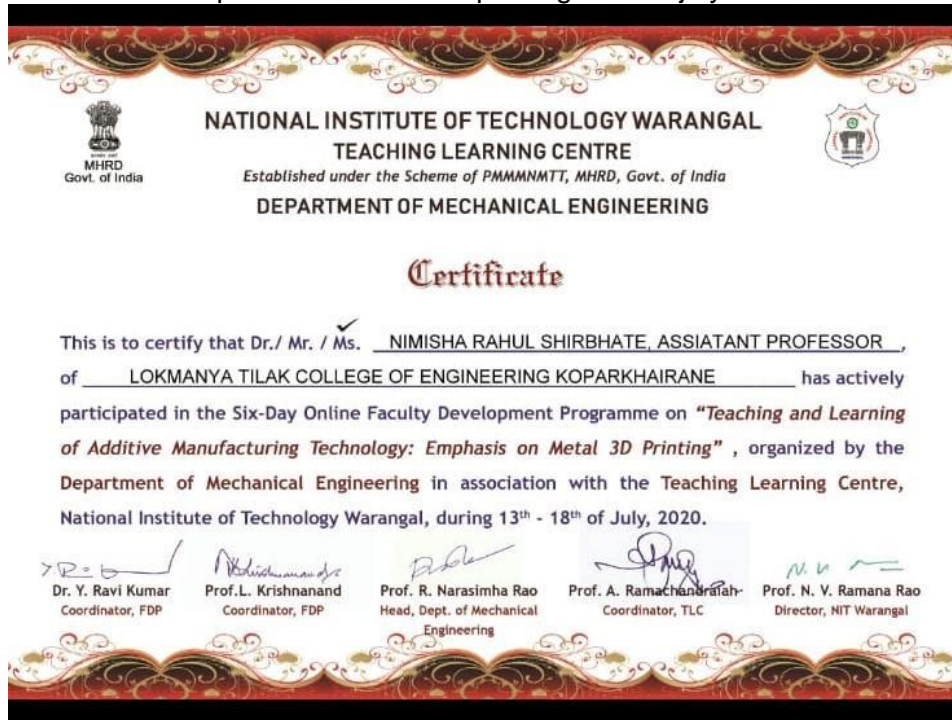 MHRD
Govt. of India
NATIONAL INSTITUTE OF TECHNOLOGY WARANGAL
TEACHING LEARNING CENTRE
Established under the Scheme of PMMMNMTT, MHRD, Govt. of India
DEPARTMENT OF MECHANICAL ENGINEERING
Certificate
This is to certify that Dr./ Mr. / Ms. NIMISHA RAHUL SHIRBHATE, ASSIATANT PROFESSOR ,
of LOKMANYA TILAK COLLEGE OF ENGINEERING KOPARKHAIRANE has actively
participated in the Six-Day Online Faculty Development Programme on "Teaching and Learning
of Additive Manufacturing Technology: Emphasis on Metal 3D Printing" , organized by the
Department of Mechanical Engineering in association with the Teaching Learning Centre,
National Institute of Technology Warangal, during 13th - 18th of July, 2020.
Dr. Y. Ravi Kumar
Coordinator, FDP
Prof.L. Krishnanand
Coordinator, FDP
Prof. R. Narasimha Rao
Head, Dept. of Mechanical
Engineering
Prof. A. Ramachandraiah
Coordinator, TLC
Prof. N. V. Ramana Rao
Director, NIT Warangal